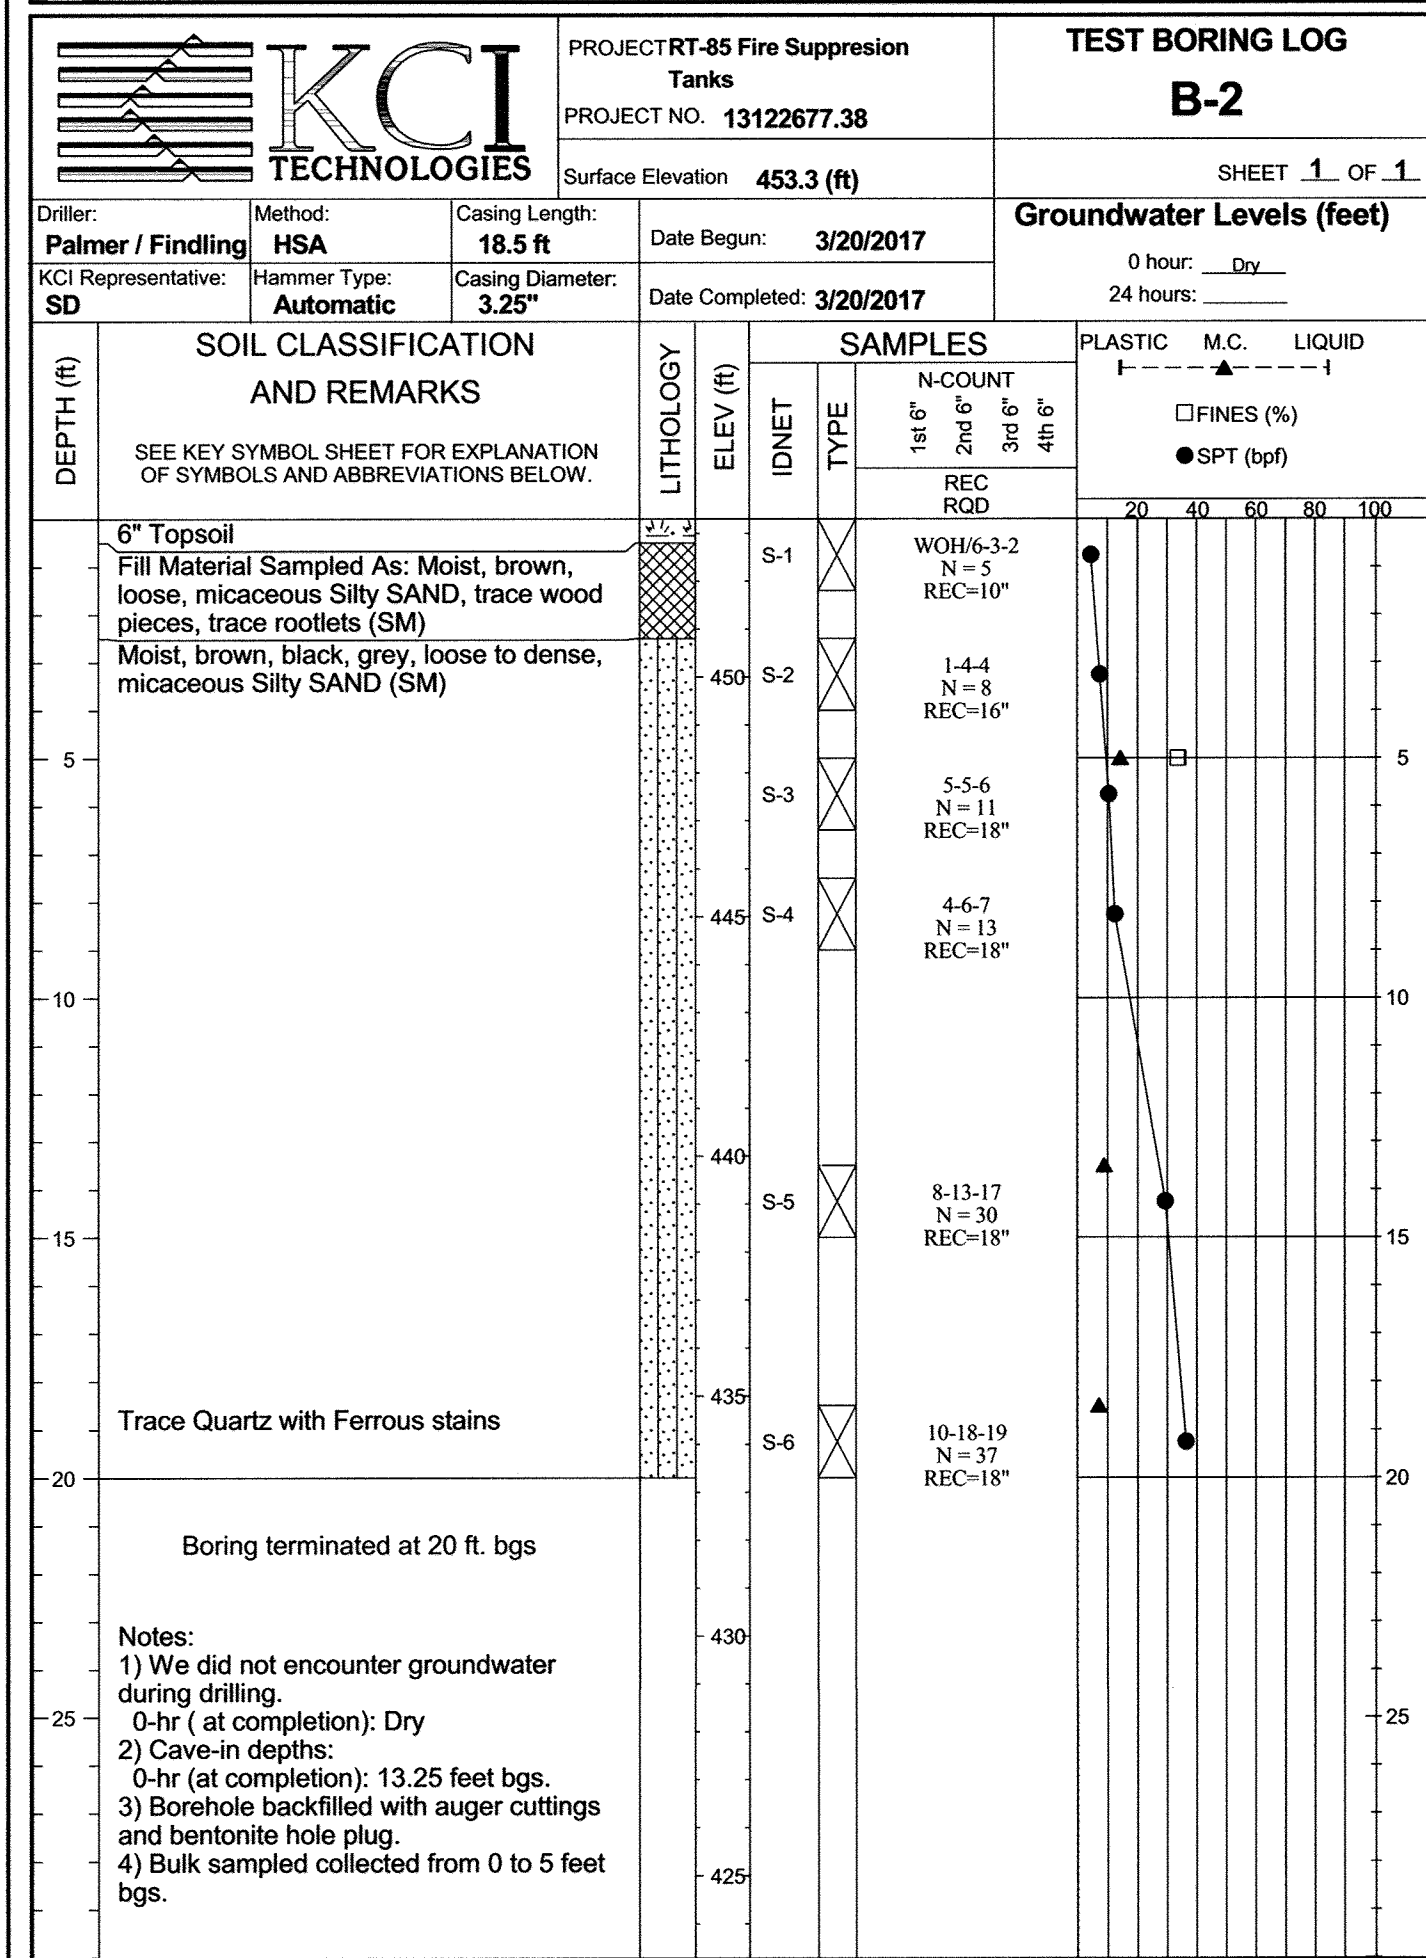 KCI
TECHNOLOGIES
PROJECT RT-85 Fire Suppresion
Tanks
PROJECT NO. 13122677.38
Surface Elevation 453.3 (ft)
TEST BORING LOG
B-2
SHEET 1 OF 1
Driller:
Palmer / Findling
Method:
HSA
Casing Length:
18.5 ft
Date Begun: 3/20/2017
KCI Representative:
SD
Hammer Type:
Automatic
Casing Diameter:
3.25"
Date Completed: 3/20/2017
Groundwater Levels (feet)
0 hour: Dry
24 hours:
DEPTH (ft)
SOIL CLASSIFICATION
AND REMARKS
SEE KEY SYMBOL SHEET FOR EXPLANATION
OF SYMBOLS AND ABBREVIATIONS BELOW.
LITHOLOGY
ELEV (ft)
SAMPLES
IDNET
TYPE
N-COUNT
1st 6"
2nd 6"
3rd 6"
4th 6"
REC
RQD
PLASTIC M.C. LIQUID
FINES (%)
SPT (bpf)
20 40 60 80 100
6" Topsoil
Fill Material Sampled As: Moist, brown,
loose, micaceous Silty SAND, trace wood
pieces, trace rootlets (SM)
S-1
WOH/6-3-2
N = 5
REC=10"
Moist, brown, black, grey, loose to dense,
micaceous Silty SAND (SM)
450
S-2
1-4-4
N = 8
REC=16"
5
5
S-3
5-5-6
N = 11
REC=18"
445
S-4
4-6-7
N = 13
REC=18"
10
10
440
S-5
8-13-17
N = 30
REC=18"
15
15
435
Trace Quartz with Ferrous stains
S-6
10-18-19
N = 37
REC=18"
20
20
Boring terminated at 20 ft. bgs
430
Notes:
1) We did not encounter groundwater
during drilling.
25
25
0-hr ( at completion): Dry
2) Cave-in depths:
0-hr (at completion): 13.25 feet bgs.
3) Borehole backfilled with auger cuttings
and bentonite hole plug.
4) Bulk sampled collected from 0 to 5 feet
bgs.
425